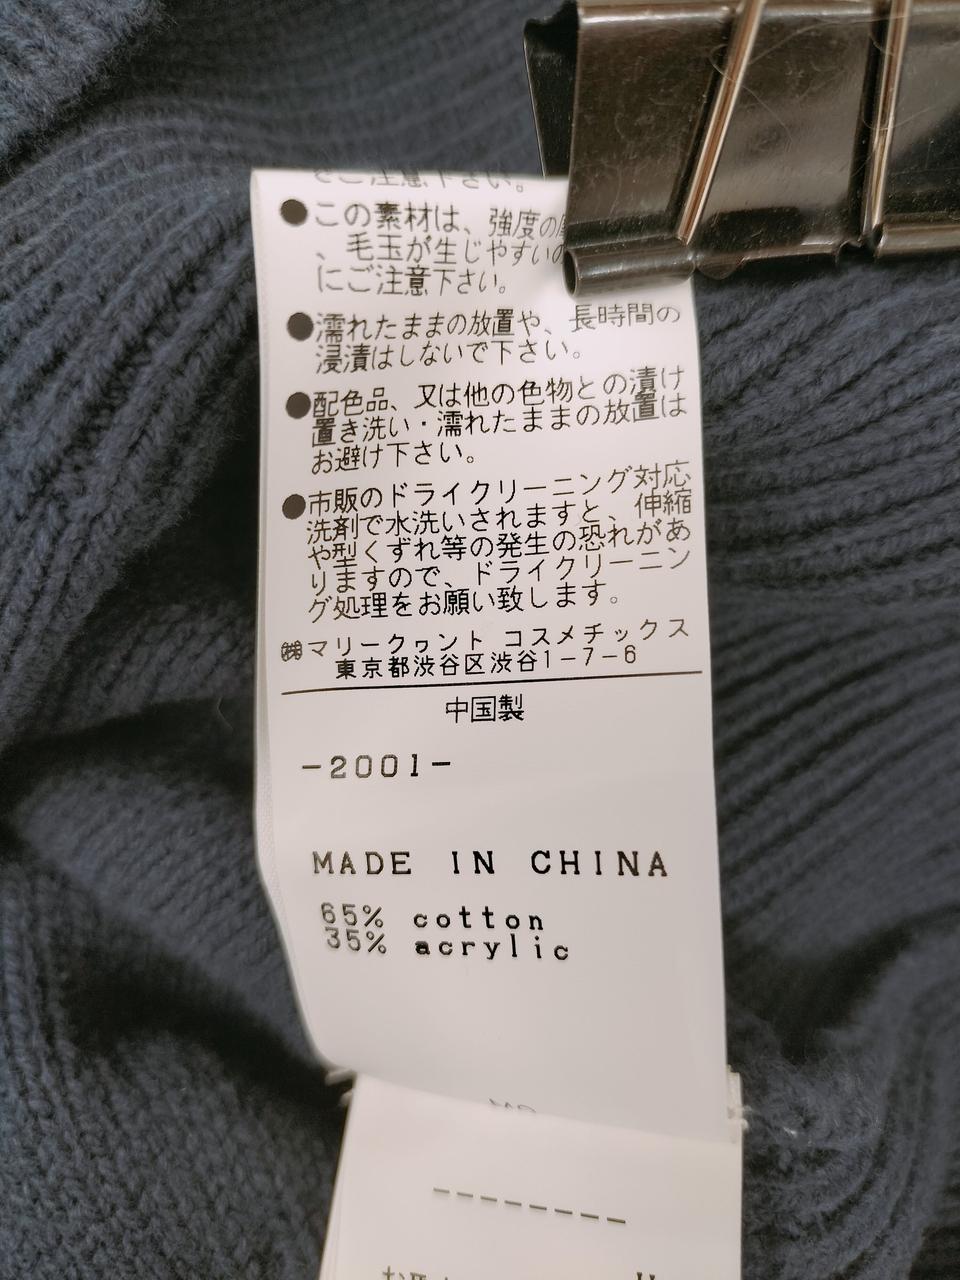 をご注意下さい。
●この素材は、強度の
、毛玉が生じやすいの
にご注意下さい。
●濡れたままの放置や、長時間の
浸漬はしないで下さい。
●配色品、又は他の色物との漬け
置き洗い・濡れたままの放置は
お避け下さい。
●市販のドライクリーニング対応
洗剤で水洗いされますと、伸縮
や型くずれ等の発生の恐れがあ
りますので、ドライクリーニン
グ処理をお願い致します。
㈱マリークヮント コスメチックス
東京都渋谷区渋谷1-7-6
中国製
-2001-
MADE IN CHINA
65% cotton
35% acrylic
--------